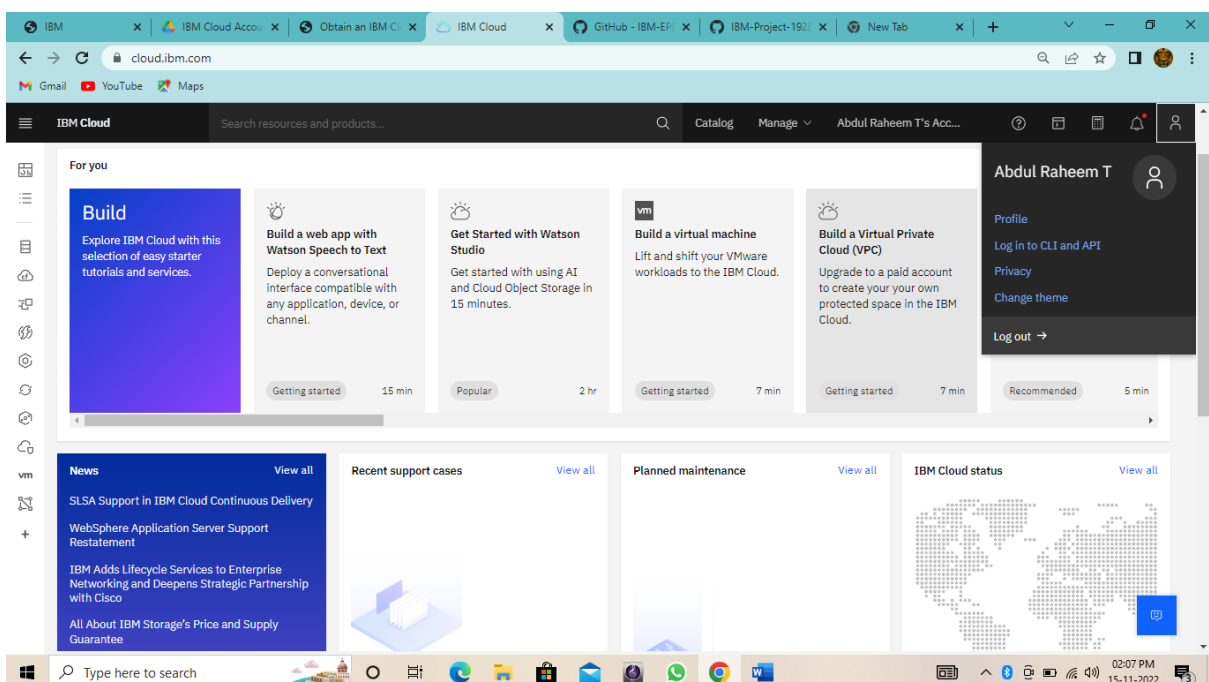 IBM
IBM Cloud Accou
Obtain an IBM Cl
IBM Cloud
GitHub - IBM-EPB
IBM-Project-1928
New Tab
cloud.ibm.com
Gmail
YouTube
Maps
IBM Cloud
Search resources and products...
Catalog
Manage
Abdul Raheem T's Acc...
For you
Build
Explore IBM Cloud with this
selection of easy starter
tutorials and services.
Build a web app with
Watson Speech to Text
Deploy a conversational
interface compatible with
any application, device, or
channel.
Getting started 15 min
Get Started with Watson
Studio
Get started with using AI
and Cloud Object Storage in
15 minutes.
Popular 2 hr
vm
Build a virtual machine
Lift and shift your VMware
workloads to the IBM Cloud.
Getting started 7 min
Build a Virtual Private
Cloud (VPC)
Upgrade to a paid account
to create your your own
protected space in the IBM
Cloud.
Getting started 7 min
Recommended 5 min
Abdul Raheem T
Profile
Log in to CLI and API
Privacy
Change theme
Log out →
vm
News View all
SLSA Support in IBM Cloud Continuous Delivery
WebSphere Application Server Support
Restatement
IBM Adds Lifecycle Services to Enterprise
Networking and Deepens Strategic Partnership
with Cisco
All About IBM Storage's Price and Supply
Guarantee
Recent support cases View all
Planned maintenance View all
IBM Cloud status View all
Type here to search
02:07 PM
15-11-2022